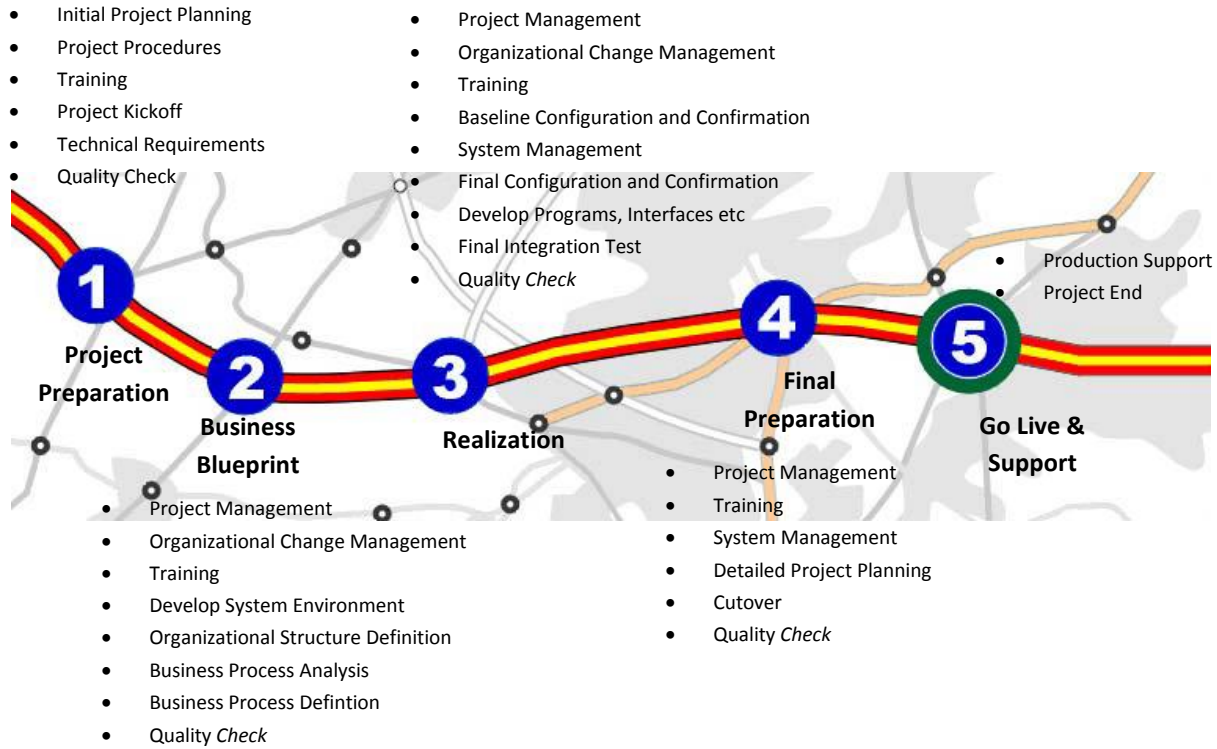 • Initial Project Planning
• Project Procedures
• Training
• Project Kickoff
• Technical Requirements
• Quality Check
1
Project
Preparation
• Project Management
• Organizational Change Management
• Training
• Develop System Environment
• Organizational Structure Definition
• Business Process Analysis
• Business Process Defintion
• Quality Check
2
Business
Blueprint
• Project Management
• Organizational Change Management
• Training
• Baseline Configuration and Confirmation
• System Management
• Final Configuration and Confirmation
• Develop Programs, Interfaces etc
• Final Integration Test
• Quality Check
3
Realization
4
Final
Preparation
• Project Management
• Training
• System Management
• Detailed Project Planning
• Cutover
• Quality Check
• Production Support
• Project End
5
Go Live &
Support